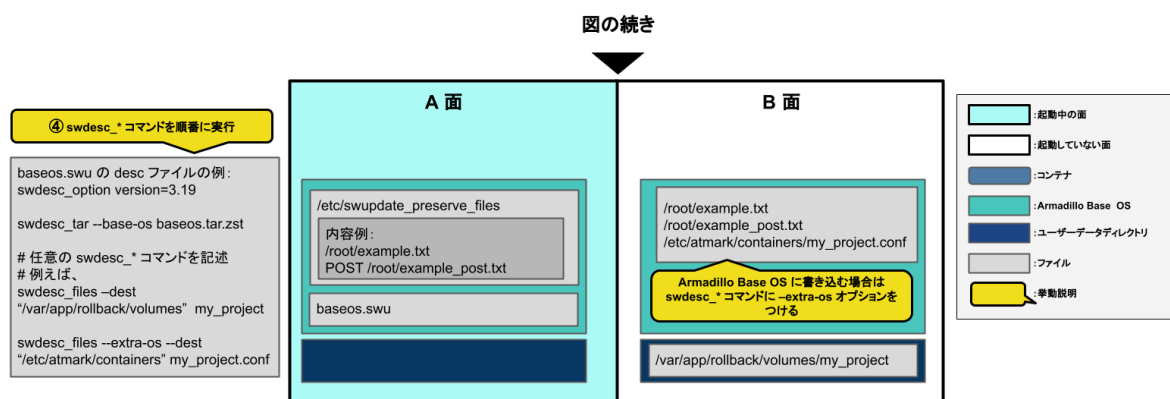 図の続き
A 面
B 面
④ swdesc_* コマンドを順番に実行
baseos.swu の desc ファイルの例:
swdesc_option version=3.19
swdesc_tar --base-os baseos.tar.zst
# 任意の swdesc_* コマンドを記述
# 例えば、
swdesc_files –dest
“/var/app/rollback/volumes” my_project
swdesc_files --extra-os --dest
“/etc/atmark/containers” my_project.conf
/etc/swupdate_preserve_files
内容例:
/root/example.txt
POST /root/example_post.txt
baseos.swu
/root/example.txt
/root/example_post.txt
/etc/atmark/containers/my_project.conf
Armadillo Base OS に書き込む場合は
swdesc_* コマンドに –extra-os オプションを
つける
/var/app/rollback/volumes/my_project
:起動中の面
:起動していない面
:コンテナ
:Armadillo Base OS
:ユーザーデータディレクトリ
:ファイル
:挙動説明